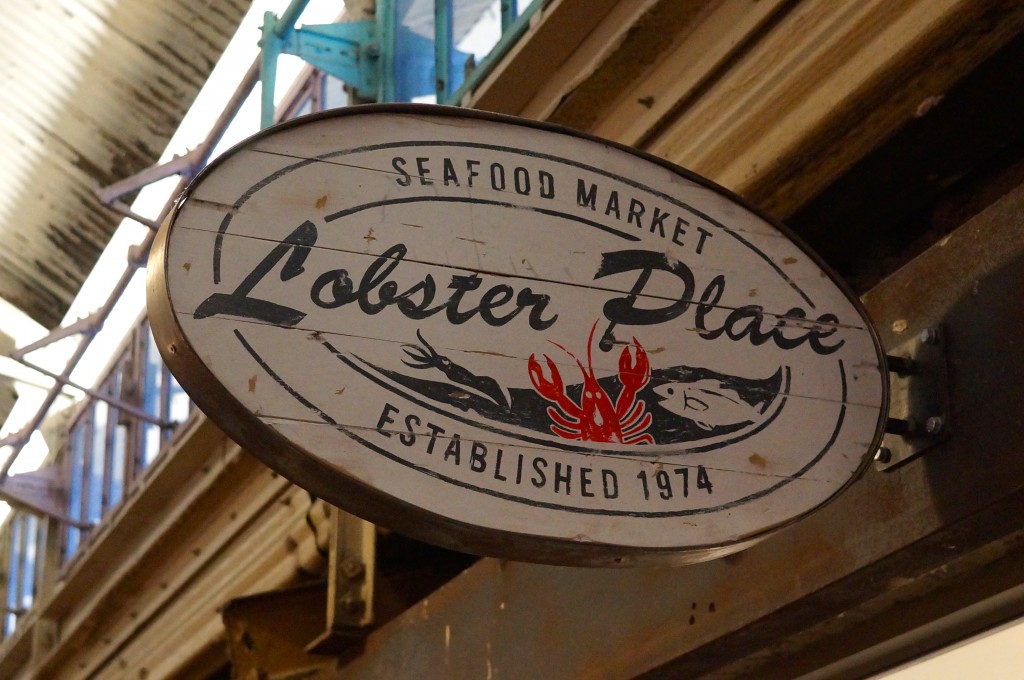 SEAFOOD MARKET
Lobster Place
ESTABLISHED 1974